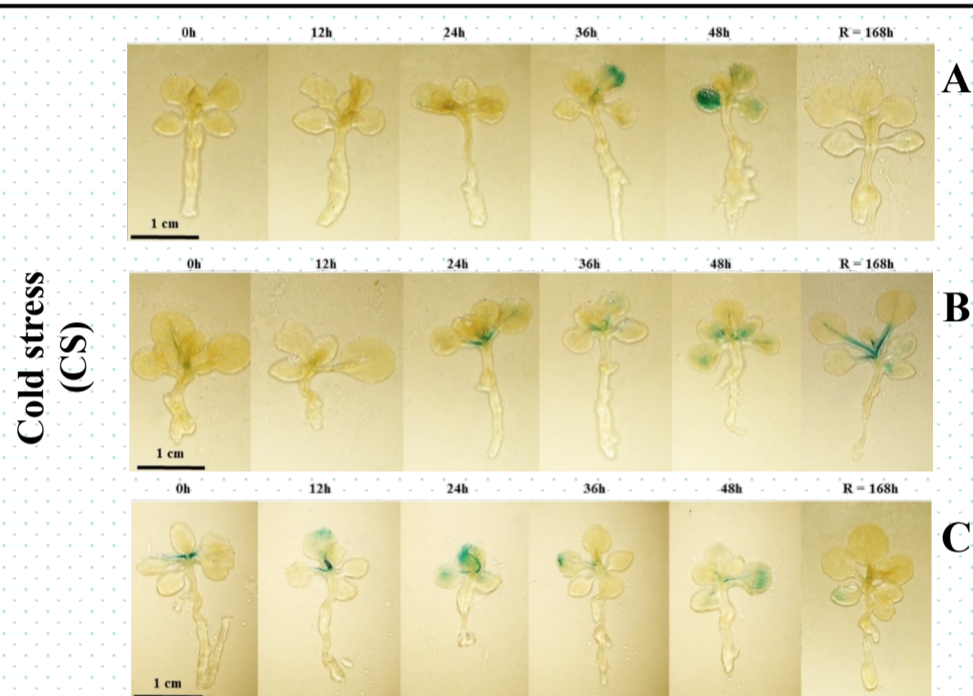 0h 12h 24h 36h 48h R = 168h
A
1 cm
Cold stress
(CS)
0h 12h 24h 36h 48h R = 168h
B
1 cm
0h 12h 24h 36h 48h R = 168h
C
1 cm